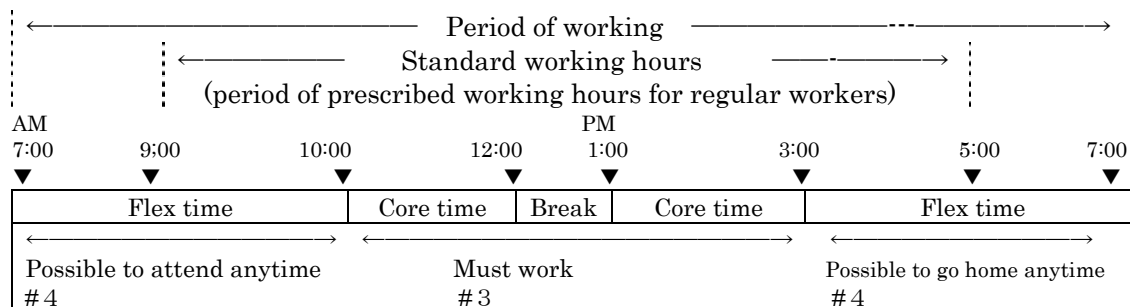 Period of working
Standard working hours
(period of prescribed working hours for regular workers)
AM PM
7:00 9;00 10:00 12:00 1:00 3:00 5:00 7:00
Flex time Core time Break Core time Flex time
Possible to attend anytime Must work Possible to go home anytime
#4 #3 #4